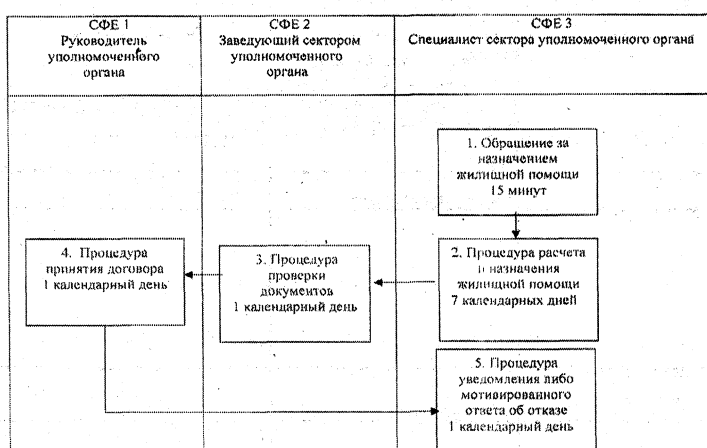 СФЕ 1
Руководитель
уполномоченного
органа
СФЕ 2
Заведующий сектором
уполномоченного
органа
СФЕ 3
Специалист сектора уполномоченного органа
1. Обращение за
назначением
жилищной помощи
15 минут
2. Процедура расчета
и назначения
жилищной помощи
7 календарных дней
3. Процедура
проверки
документов
1 календарный день
4. Процедура
принятия договора
1 календарный день
5. Процедура
уведомления либо
мотивированного
ответа об отказе
1 календарный день